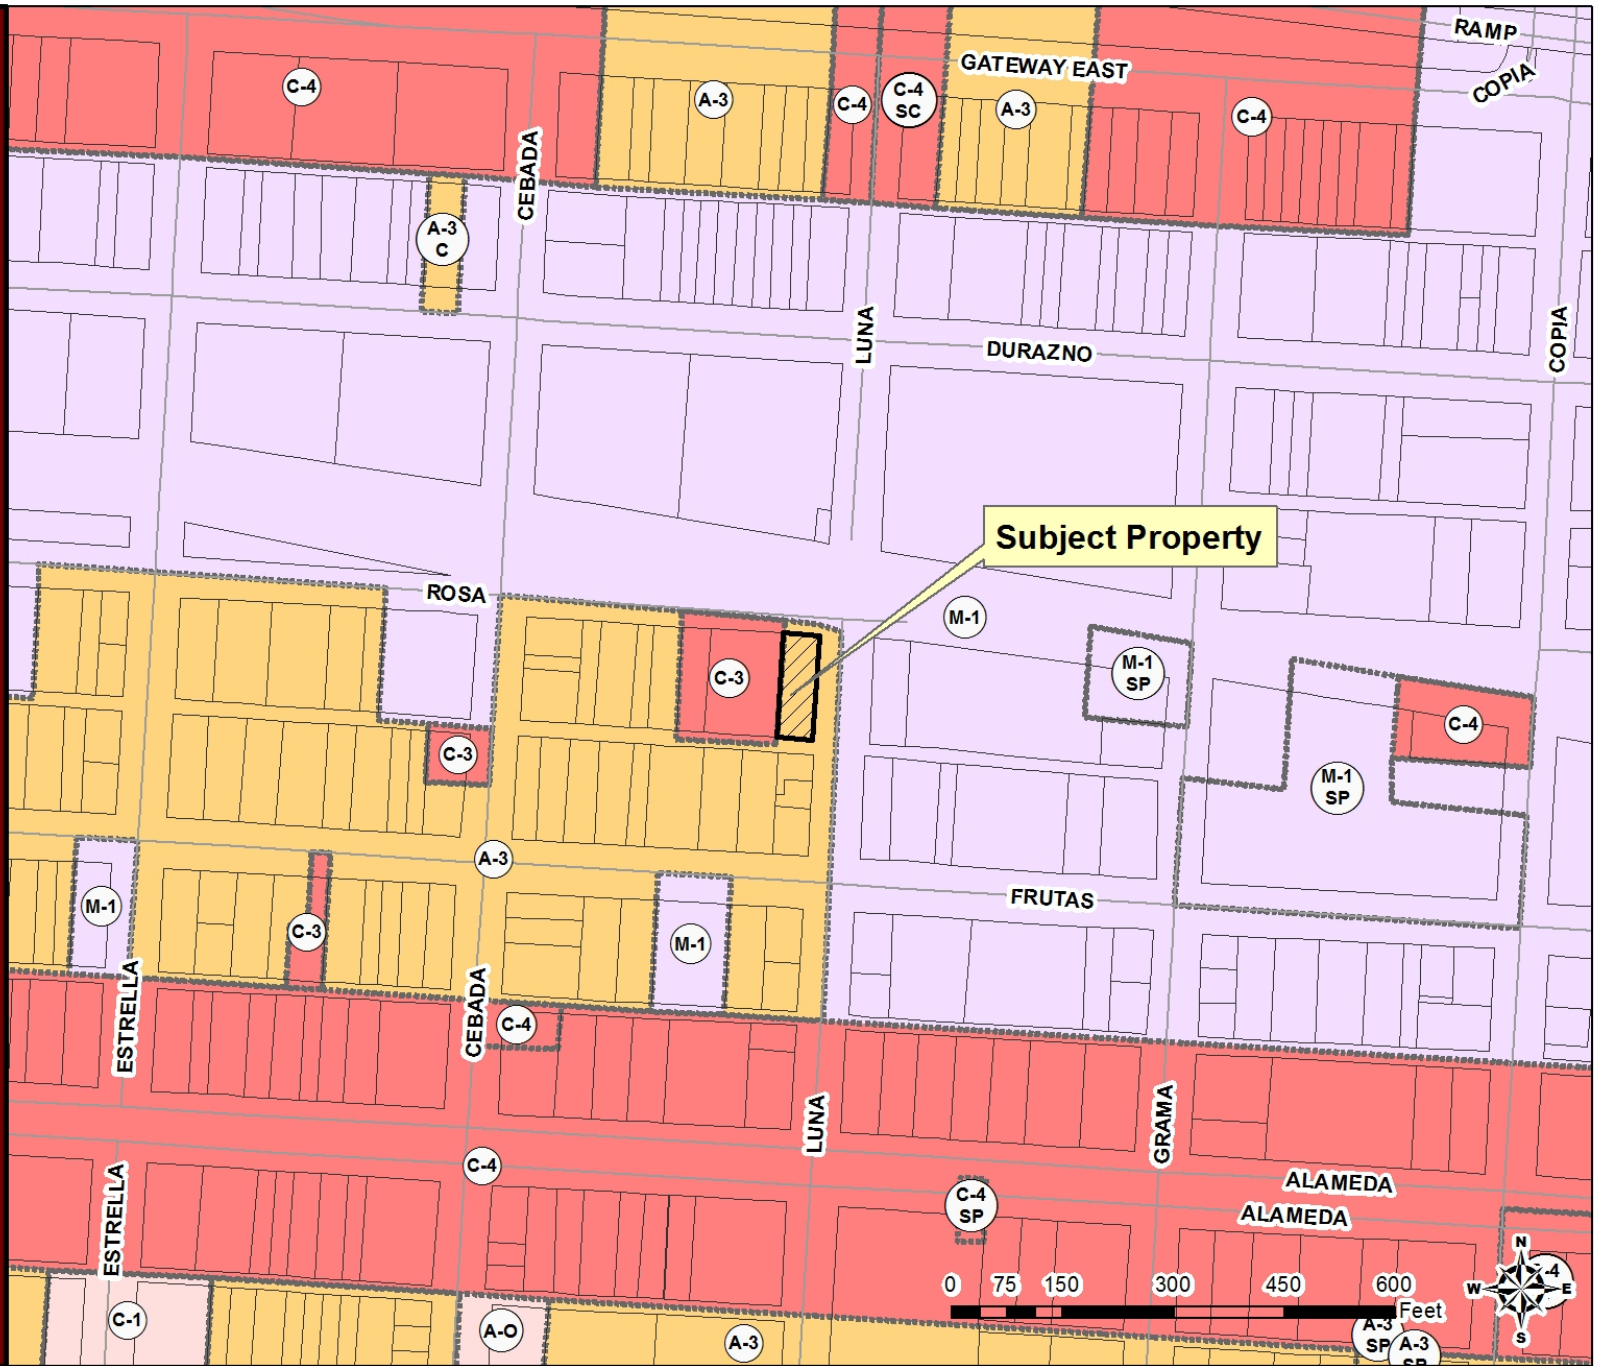 RAMP
GATEWAY EAST
COPIA
C-4
A-3
C-4
C-4
SC
A-3
C-4
CEBADA
A-3
C
LUNA
DURAZNO
COPIA
Subject Property
ROSA
M-1
C-3
M-1
SP
C-4
C-3
M-1
SP
A-3
FRUTAS
M-1
C-3
M-1
ESTRELLA
CEBADA
C-4
LUNA
GRAMA
C-4
ESTRELLA
ALAMEDA
C-4
SP
ALAMEDA
N
W
E
S
-4
0 75 150 300 450 600
Feet
C-1
A-O
A-3
A-3
SP
A-3
SP